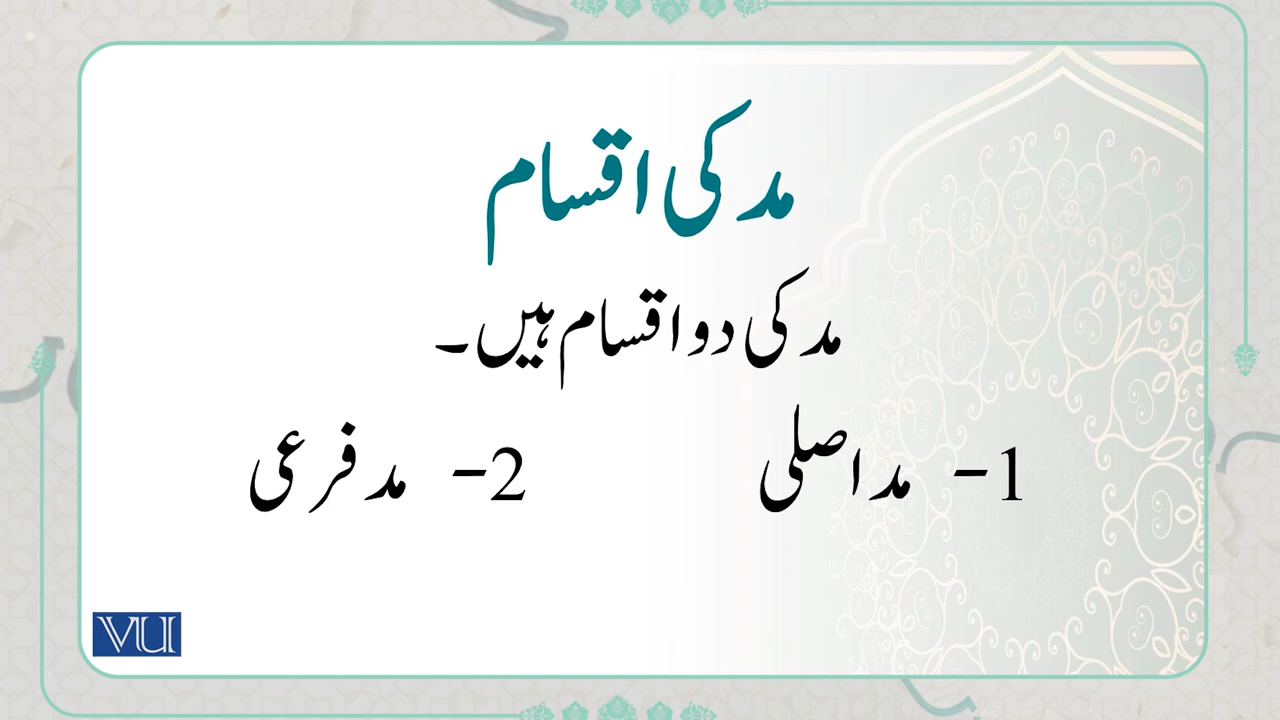 مد کی اقسام
مد کی دو اقسام ہیں۔
1- مد اصلی 2- مد فرعی
VU